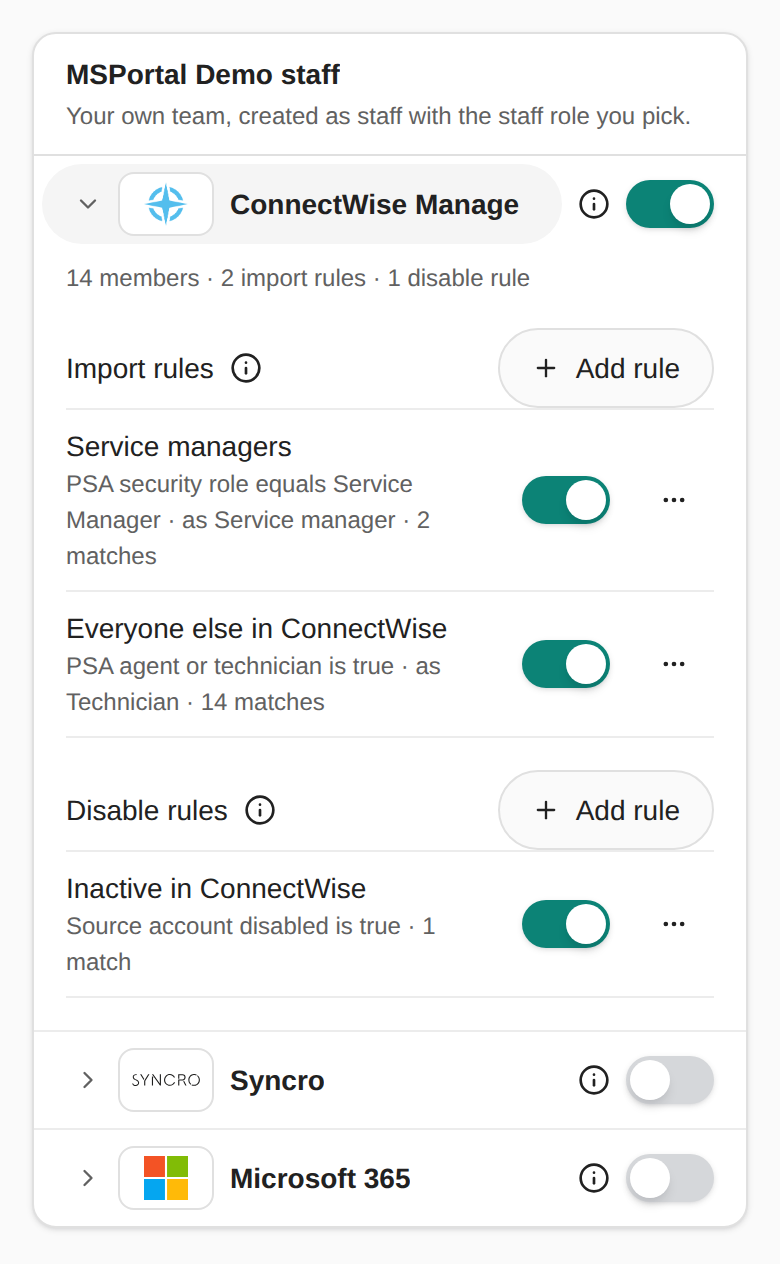 MSPortal Demo staff
Your own team, created as staff with the staff role you pick.
ConnectWise Manage
14 members · 2 import rules · 1 disable rule
Import rules
Add rule
Service managers
PSA security role equals Service
Manager · as Service manager · 2
matches
Everyone else in ConnectWise
PSA agent or technician is true · as
Technician · 14 matches
Disable rules
Add rule
Inactive in ConnectWise
Source account disabled is true · 1
match
SYNCRO Syncro
Microsoft 365